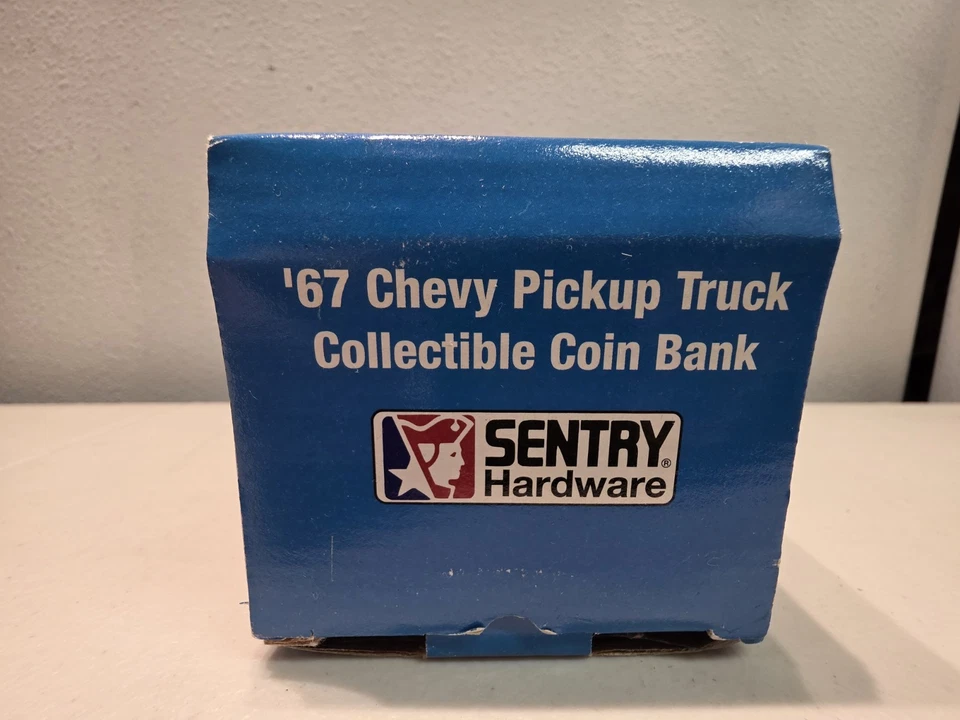 '67 Chevy Pickup Truck
Collectible Coin Bank
SENTRY®
Hardware